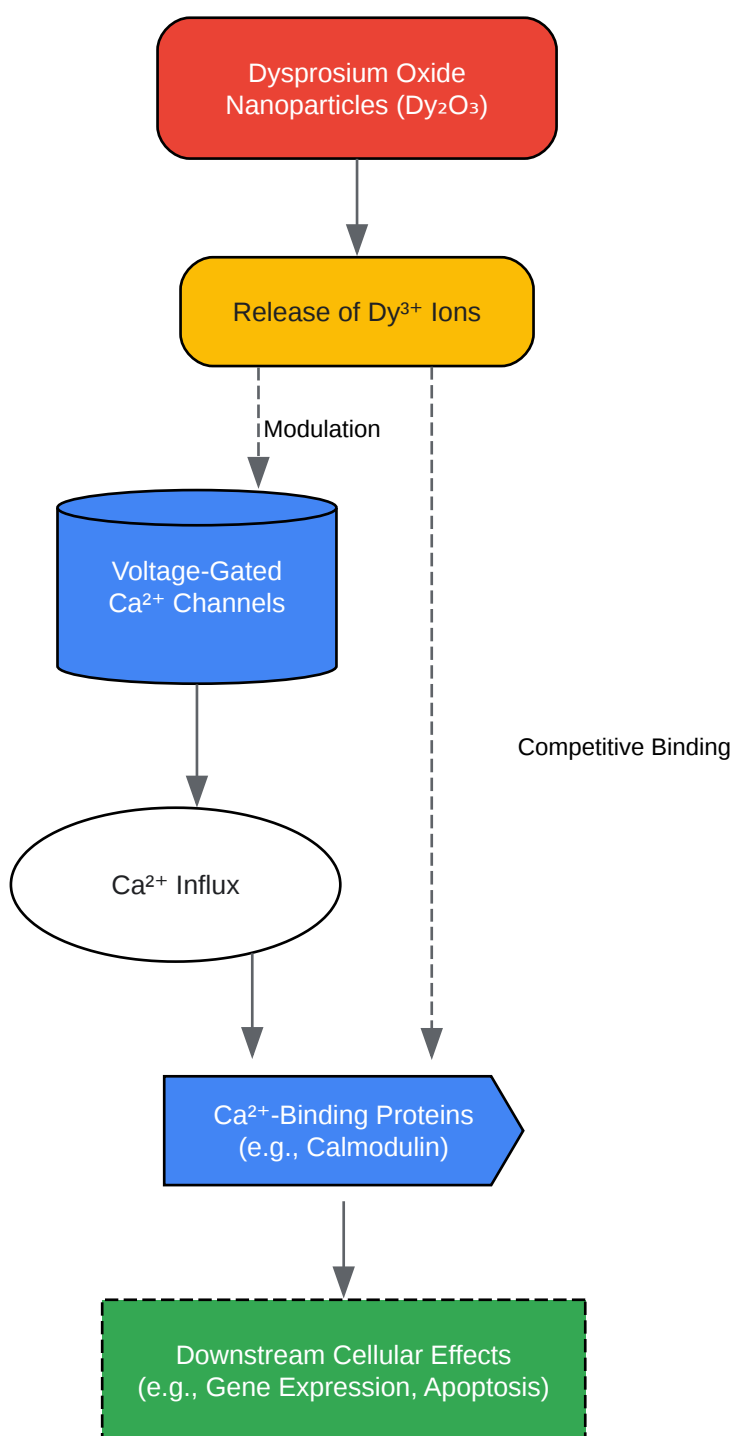 Dysprosium Oxide
Nanoparticles (Dy₂O₃)
Release of Dy³⁺ Ions
Modulation
Voltage-Gated
Ca²⁺ Channels
Competitive Binding
Ca²⁺ Influx
Ca²⁺-Binding Proteins
(e.g., Calmodulin)
Downstream Cellular Effects
(e.g., Gene Expression, Apoptosis)